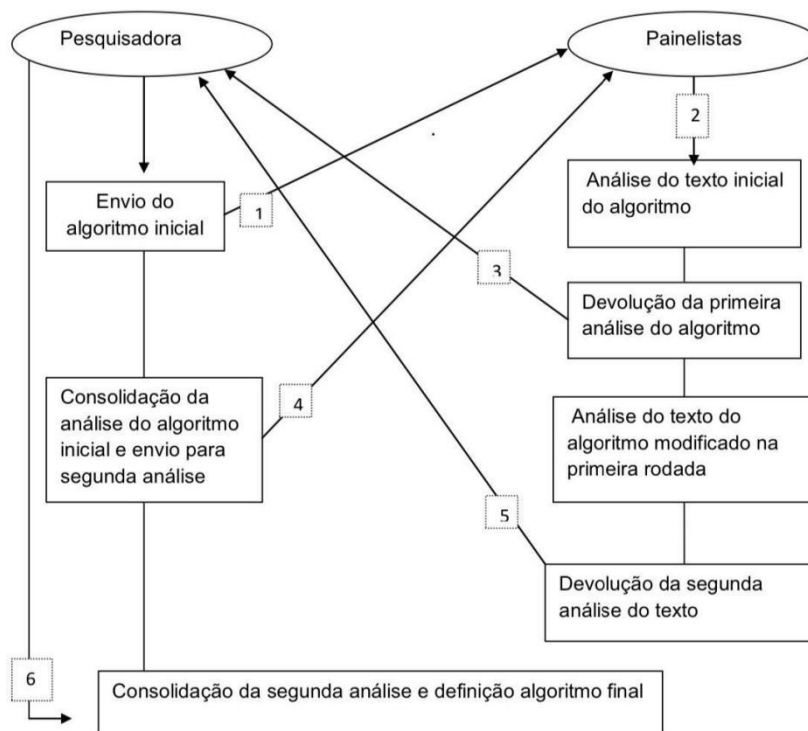 Pesquisadora
Painelistas
2
Envio do
algoritmo inicial
1
Análise do texto inicial
do algoritmo
3
Devolução da primeira
análise do algoritmo
Consolidação da
análise do algoritmo
inicial e envio para
segunda análise
4
Análise do texto do
algoritmo modificado na
primeira rodada
5
Devolução da segunda
análise do texto
6
Consolidação da segunda análise e definição algoritmo final